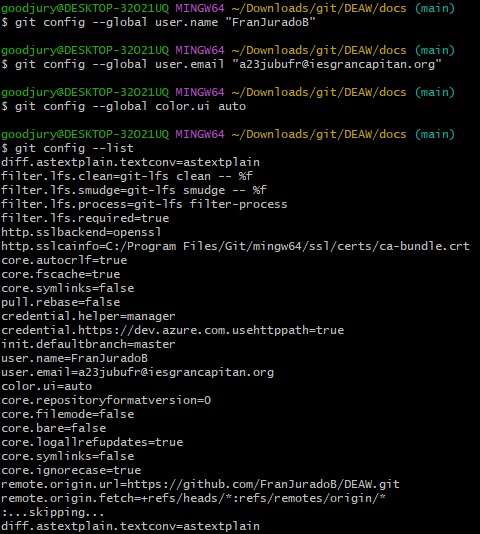 goodjury@DESKTOP-32O21UQ MINGW64 ~/Downloads/git/DEAW/docs (main)
$ git config --global user.name "FranJuradoB"
goodjury@DESKTOP-32O21UQ MINGW64 ~/Downloads/git/DEAW/docs (main)
$ git config --global user.email "a23jubufr@iesgrancapitan.org"
goodjury@DESKTOP-32O21UQ MINGW64 ~/Downloads/git/DEAW/docs (main)
$ git config --global color.ui auto
goodjury@DESKTOP-32O21UQ MINGW64 ~/Downloads/git/DEAW/docs (main)
$ git config --list
diff.astextplain.textconv=astextplain
filter.lfs.clean=git-lfs clean -- %f
filter.lfs.smudge=git-lfs smudge -- %f
filter.lfs.process=git-lfs filter-process
filter.lfs.required=true
http.sslbackend=openssl
http.sslcainfo=C:/Program Files/Git/mingw64/ssl/certs/ca-bundle.crt
core.autocrlf=true
core.fscache=true
core.symlinks=false
pull.rebase=false
credential.helper=manager
credential.https://dev.azure.com.usehttppath=true
init.defaultbranch=master
user.name=FranJuradoB
user.email=a23jubufr@iesgrancapitan.org
color.ui=auto
core.repositoryformatversion=0
core.filemode=false
core.bare=false
core.logallrefupdates=true
core.symlinks=false
core.ignorecase=true
remote.origin.url=https://github.com/FranJuradoB/DEAW.git
remote.origin.fetch=+refs/heads/*:refs/remotes/origin/*
:...skipping...
diff.astextplain.textconv=astextplain